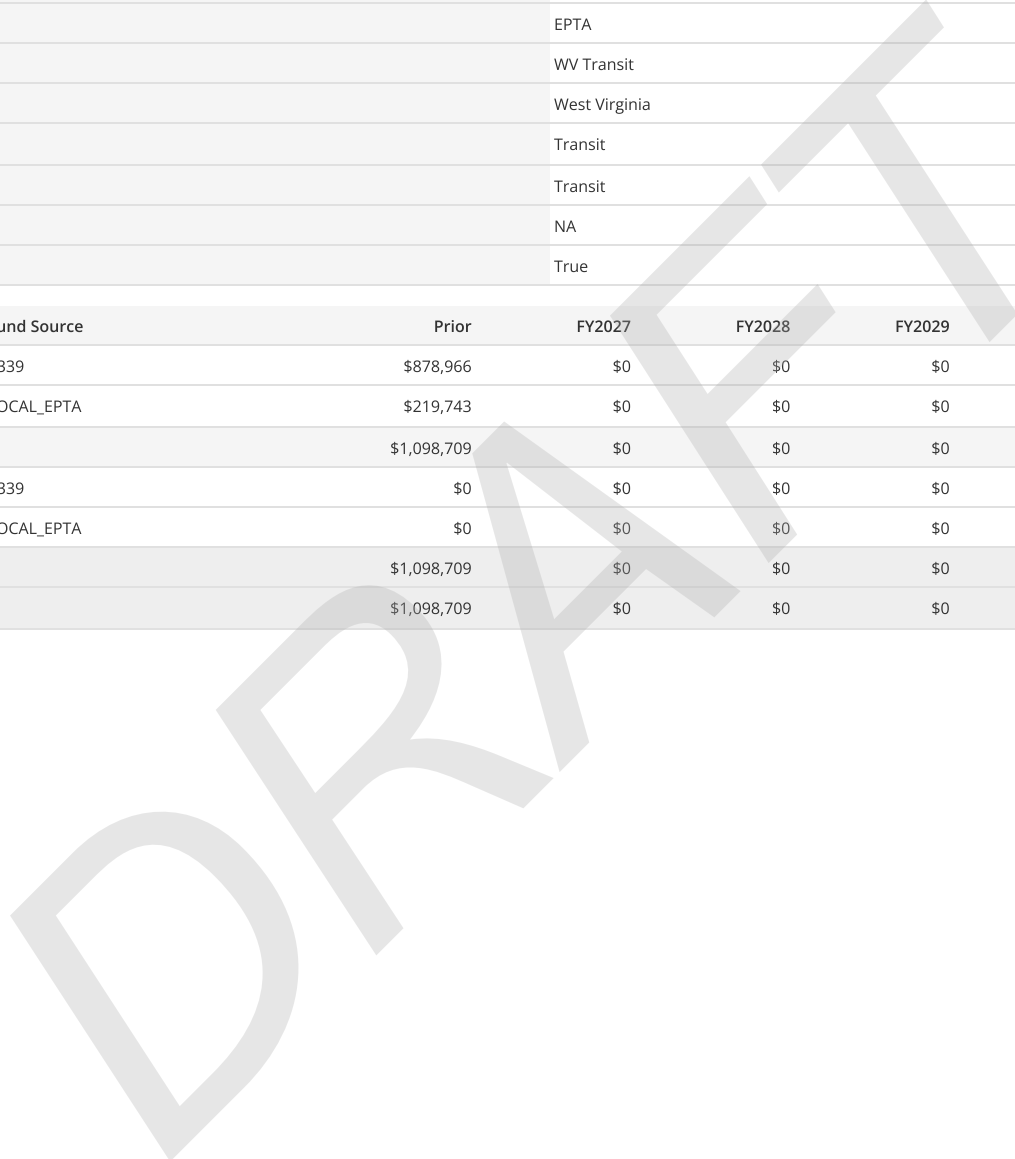 EPTA
WV Transit
West Virginia
Transit
Transit
NA
True
und Source Prior FY2027 FY2028 FY2029
339 $878,966 $0 $0 $0
OCAL_EPTA $219,743 $0 $0 $0
$1,098,709 $0 $0 $0
339 $0 $0 $0 $0
OCAL_EPTA $0 $0 $0 $0
$1,098,709 $0 $0 $0
$1,098,709 $0 $0 $0
DRAFT